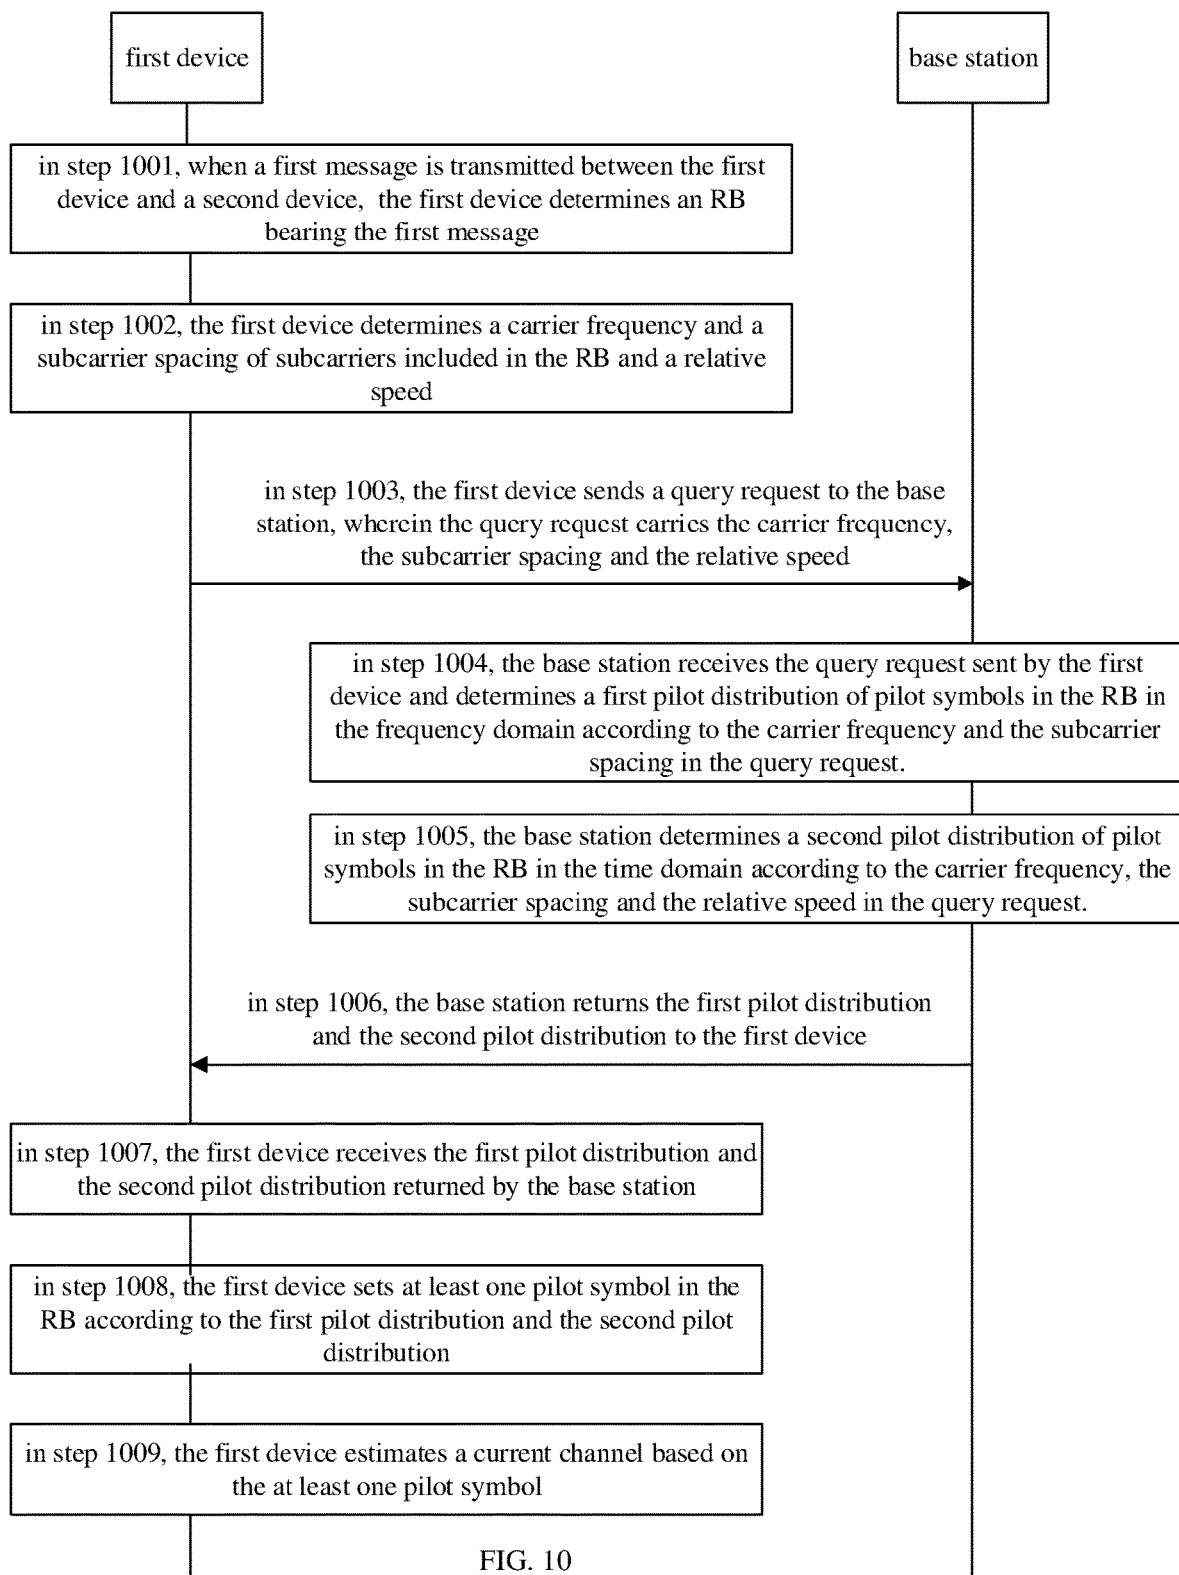 first device
base station
in step 1001, when a first message is transmitted between the first
device and a second device, the first device determines an RB
bearing the first message
in step 1002, the first device determines a carrier frequency and a
subcarrier spacing of subcarriers included in the RB and a relative
speed
in step 1003, the first device sends a query request to the base
station, wherein the query request carries the carrier frequency,
the subcarrier spacing and the relative speed
in step 1004, the base station receives the query request sent by the first
device and determines a first pilot distribution of pilot symbols in the RB in
the frequency domain according to the carrier frequency and the subcarrier
spacing in the query request.
in step 1005, the base station determines a second pilot distribution of pilot
symbols in the RB in the time domain according to the carrier frequency, the
subcarrier spacing and the relative speed in the query request.
in step 1006, the base station returns the first pilot distribution
and the second pilot distribution to the first device
in step 1007, the first device receives the first pilot distribution and
the second pilot distribution returned by the base station
in step 1008, the first device sets at least one pilot symbol in the
RB according to the first pilot distribution and the second pilot
distribution
in step 1009, the first device estimates a current channel based on
the at least one pilot symbol
FIG. 10